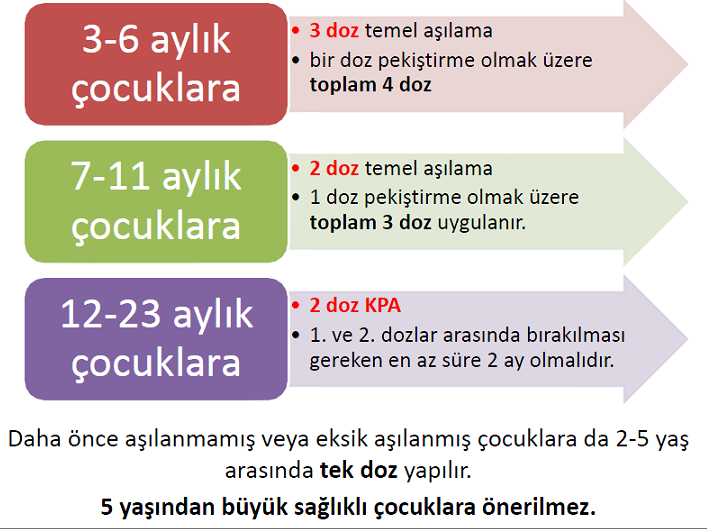 3-6 aylık
çocuklara
• 3 doz temel aşılama
• bir doz pekiştirme olmak üzere
toplam 4 doz
7-11 aylık
çocuklara
• 2 doz temel aşılama
• 1 doz pekiştirme olmak üzere
toplam 3 doz uygulanır.
12-23 aylık
çocuklara
• 2 doz KPA
• 1. ve 2. dozlar arasında bırakılması
gereken en az süre 2 ay olmalıdır.
Daha önce aşılanmamış veya eksik aşılanmış çocuklara da 2-5 yaş
arasında tek doz yapılır.
5 yaşından büyük sağlıklı çocuklara önerilmez.